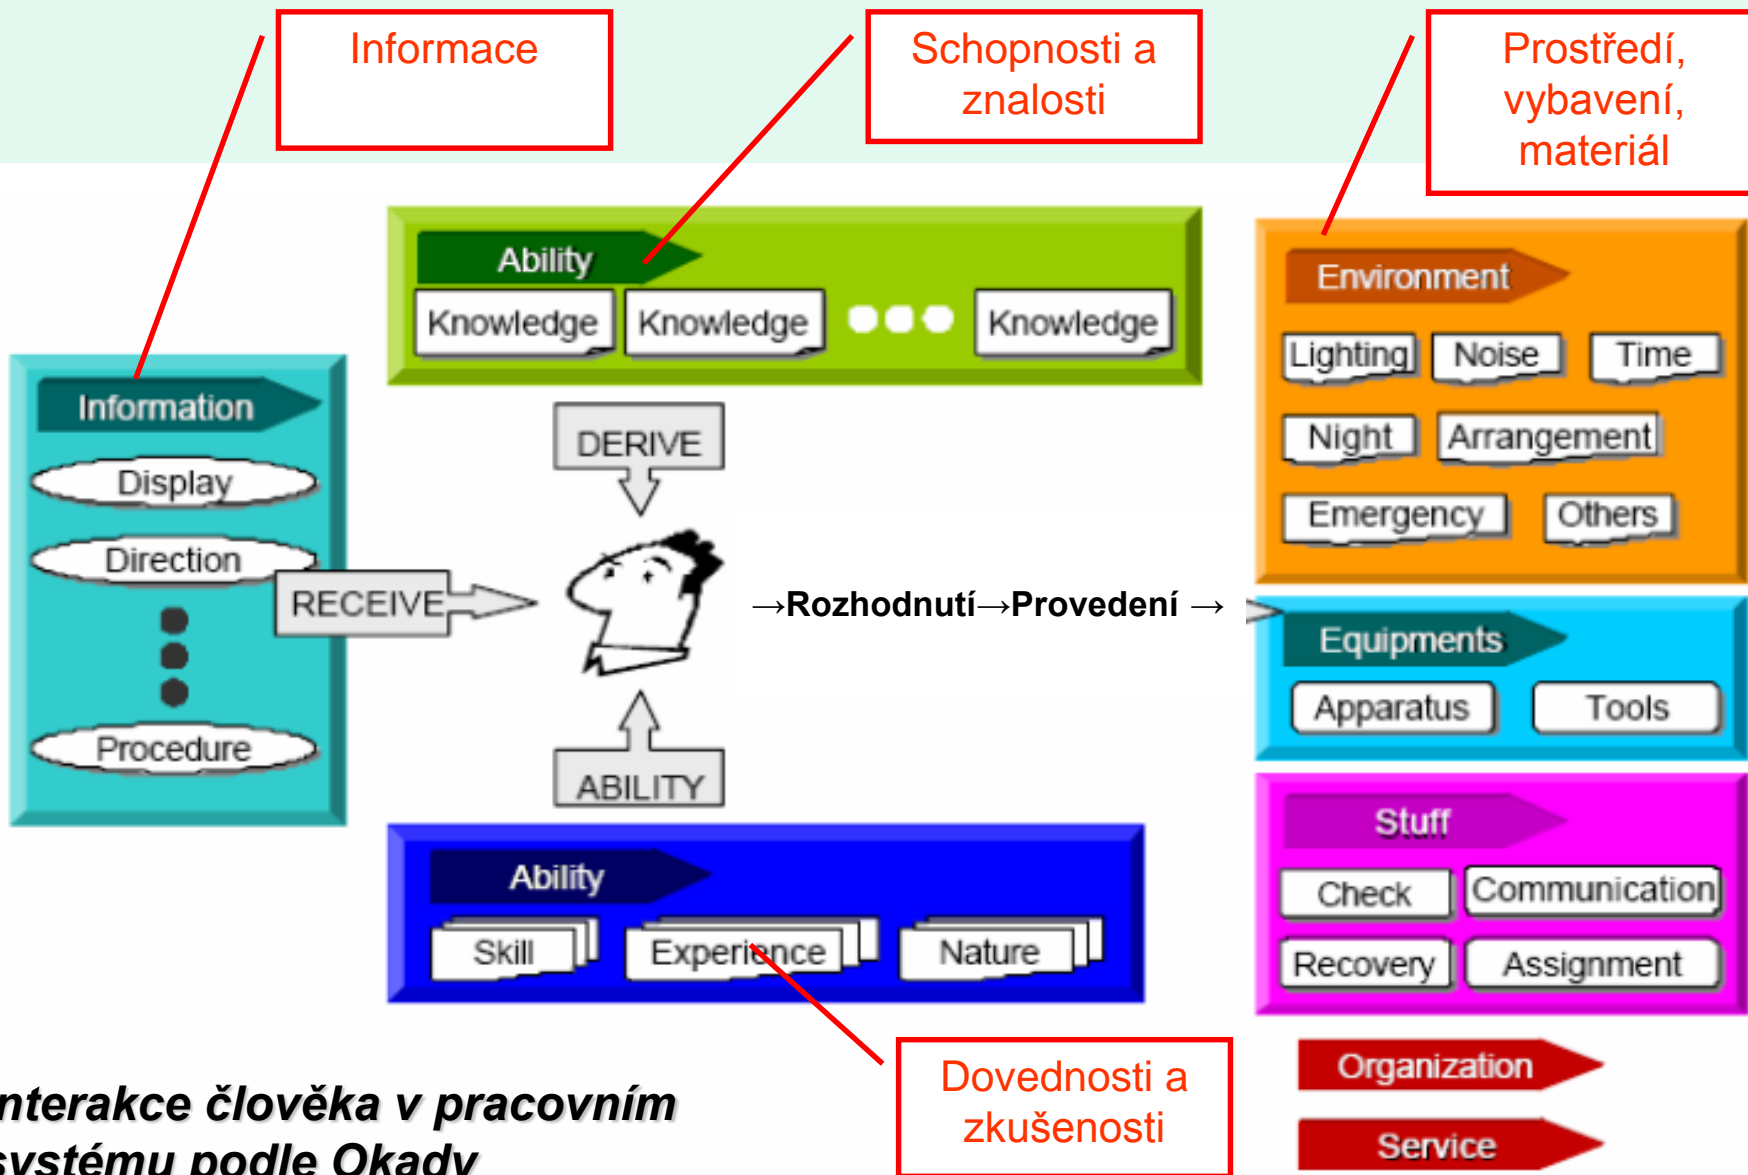 Informace
Schopnosti a
znalosti
Prostředí,
vybavení,
materiál
Ability
Knowledge Knowledge Knowledge
Information
Display
Direction
Procedure
DERIVE
RECEIVE
→Rozhodnutí→Provedení →
ABILITY
Ability
Skill Experience Nature
Environment
Lighting Noise Time
Night Arrangement
Emergency Others
Equipments
Apparatus Tools
Stuff
Check Communication
Recovery Assignment
Organization
Service
Dovednosti a
zkušenosti
nterakce člověka v pracovním
systému podle Okady